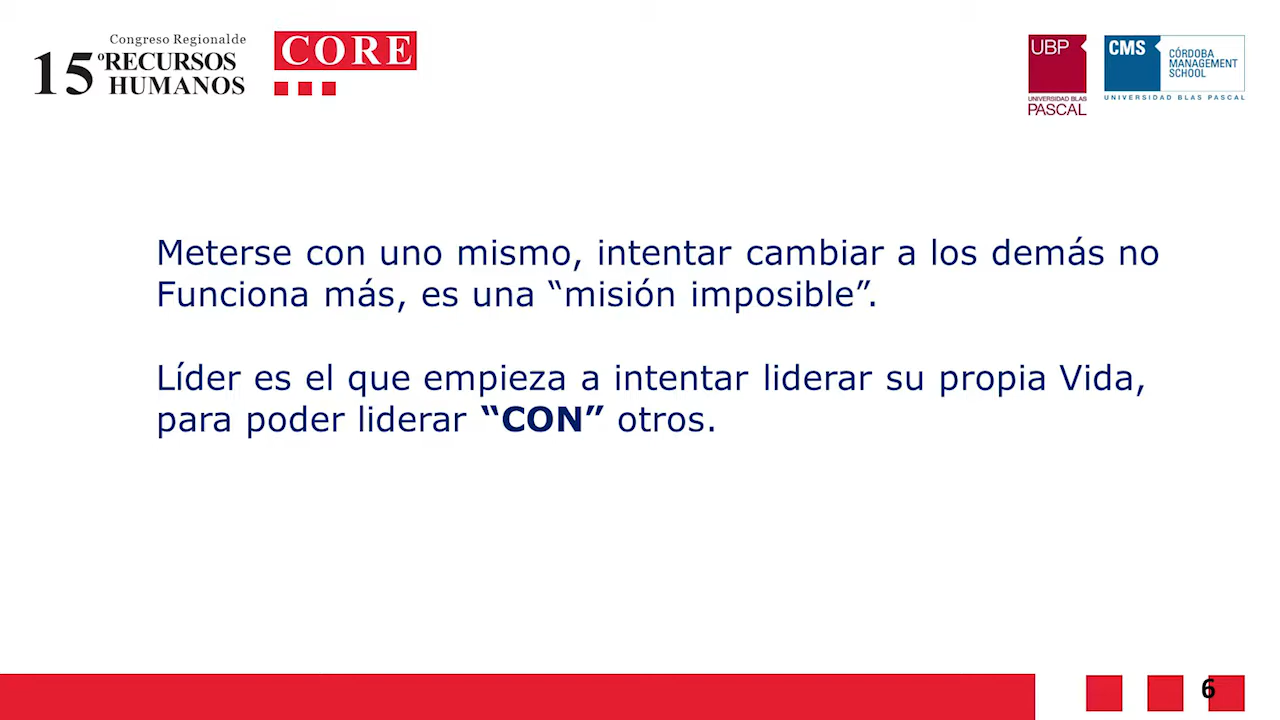 Congreso Regionalde
15º RECURSOS
HUMANOS
CORE
UBP
UNIVERSIDAD BLAS
PASCAL
CMS
CÓRDOBA
MANAGEMENT
SCHOOL
UNIVERSIDAD BLAS PASCAL
Meterse con uno mismo, intentar cambiar a los demás no
Funciona más, es una “misión imposible”.
Líder es el que empieza a intentar liderar su propia Vida,
para poder liderar “CON” otros.
6